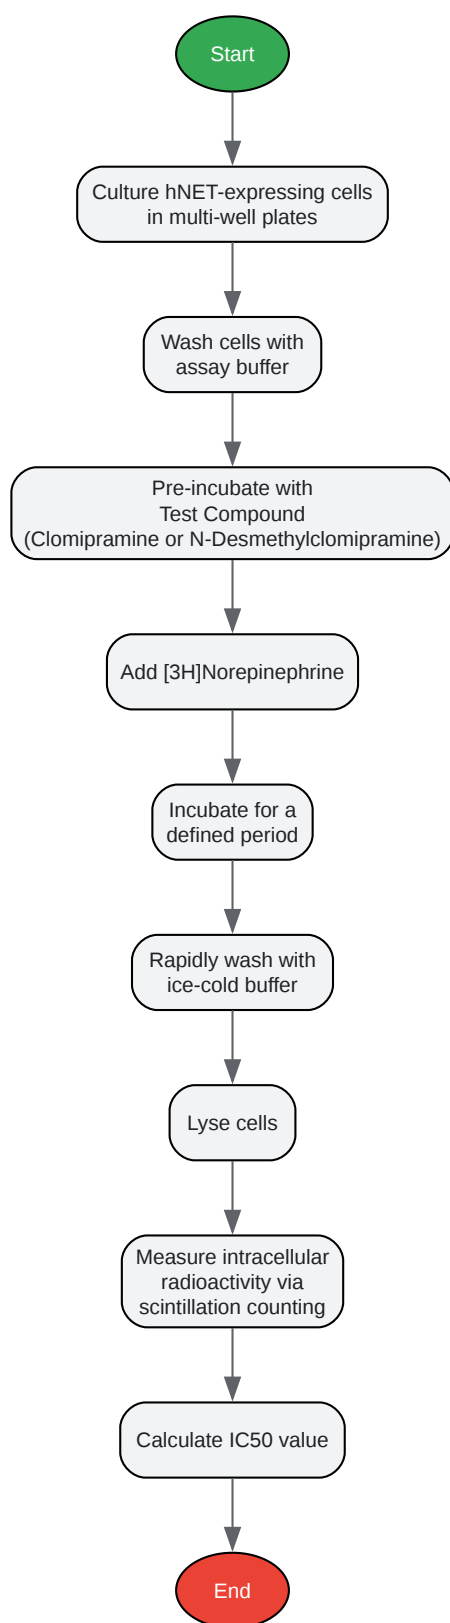 Start
Culture hNET-expressing cells
in multi-well plates
Wash cells with
assay buffer
Pre-incubate with
Test Compound
(Clomipramine or N-Desmethylclomipramine)
Add [3H]Norepinephrine
Incubate for a
defined period
Rapidly wash with
ice-cold buffer
Lyse cells
Measure intracellular
radioactivity via
scintillation counting
Calculate IC50 value
End